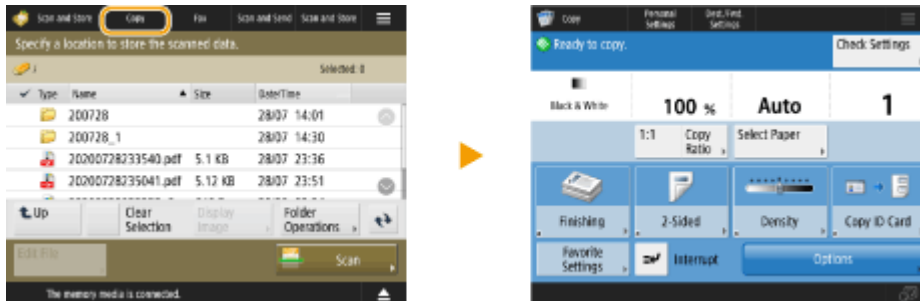 Scan and Store Copy Fax Scan and Send Scan and Store
Specify a location to store the scanned data.
Selected: 0
Type Name Size Date/Time
200728 28/07 14:01
200728_1 28/07 14:30
20200728233540.pdf 5.1 KB 28/07 23:36
20200728235041.pdf 5.12 KB 28/07 23:51
Up Clear Selection Display Image Folder Operations
Edit File Scan
The memory media is connected.
Copy Personal Settings Dest./Fwd. Settings
Ready to copy. Check Settings
Black & White 100 % Auto 1
1:1 Copy Ratio Select Paper
Finishing 2-Sided Density Copy ID Card
Favorite Settings Interrupt Options